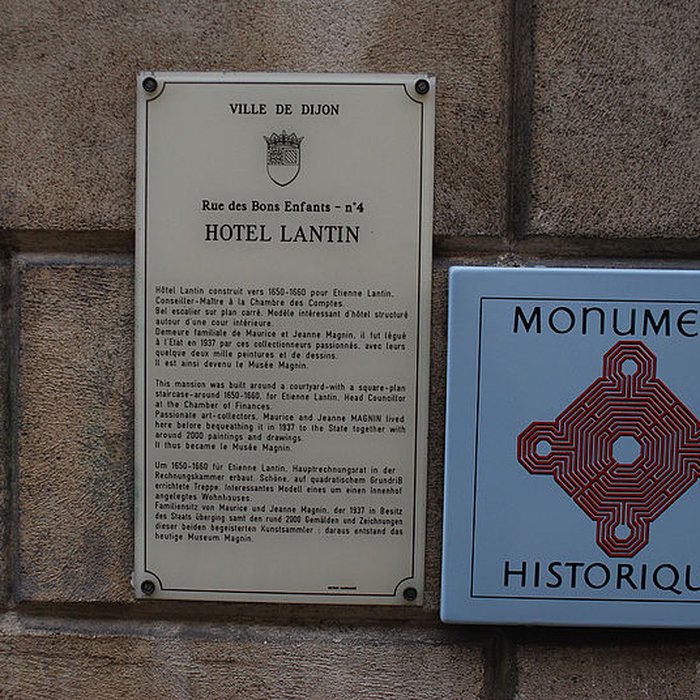 VILLE DE DIJON
Rue des Bons Enfants - n°4
HOTEL LANTIN
Hôtel Lantin construit vers 1650-1660 pour Etienne Lantin,
Conseiller-Maître à la Chambre des Comptes.
Bel escalier sur plan carré. Modèle intéressant d'hôtel structuré
autour d'une cour intérieure.
Demeure familiale de Maurice et Jeanne Magnin, il fut légué
à l'Etat en 1937 par ces collectionneurs passionnés, avec leurs
quelque deux mille peintures et de dessins.
Il est ainsi devenu le Musée Magnin.
This mansion was built around a courtyard-with a square-plan
staircase-around 1650-1660, for Etienne Lantin, Head Councillor
at the Chamber of Finances.
Passionate art-collectors, Maurice and Jeanne MAGNIN lived
here before bequeathing it in 1937 to the State together with
around 2000 paintings and drawings.
It thus became le Musée Magnin.
Um 1650-1660 für Etienne Lantin, Hauptrechnungsrat in der
Rechnungskammer erbaut. Schöne, auf quadratischem Grundriß
errichtete Treppe. Interessantes Modell eines um einen Innenhof
angelegtes Wohnhauses.
Familiensitz von Maurice und Jeanne Magnin, der 1937 in Besitz
des Staats überging samt den rund 2000 Gemälden und Zeichnungen
dieser beiden begeisterten Kunstsammler : daraus entstand das
heutige Museum Magnin.
MONUME
HISTORIQU